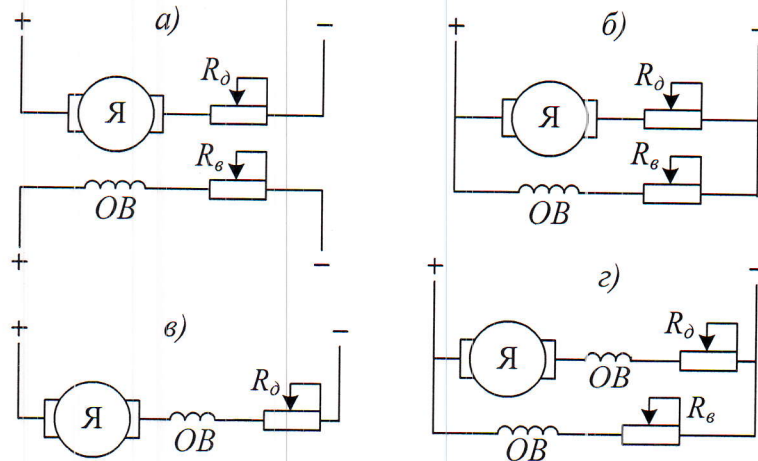 + а) −
Я R_д
ОВ R_в
+ −
+ б) −
Я R_д
ОВ R_в
+ в) −
Я ОВ R_д
+ г) −
Я ОВ R_д
ОВ R_в